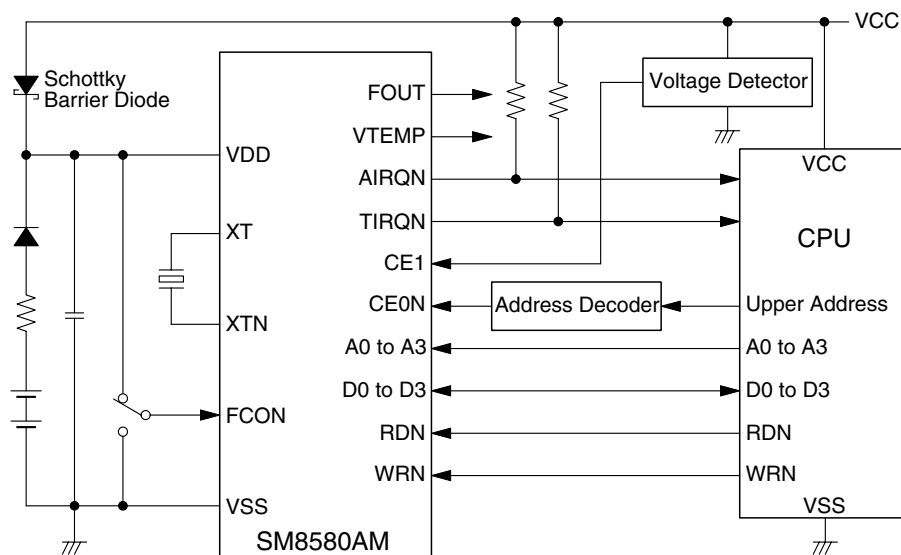 VCC
Schottky
Barrier Diode
FOUT
Voltage Detector
VTEMP
VDD
VCC
AIRQN
XT
TIRQN
CPU
CE1
CE0N
Address Decoder
Upper Address
XTN
A0 to A3
A0 to A3
D0 to D3
D0 to D3
FCON
RDN
RDN
WRN
WRN
VSS
VSS
SM8580AM